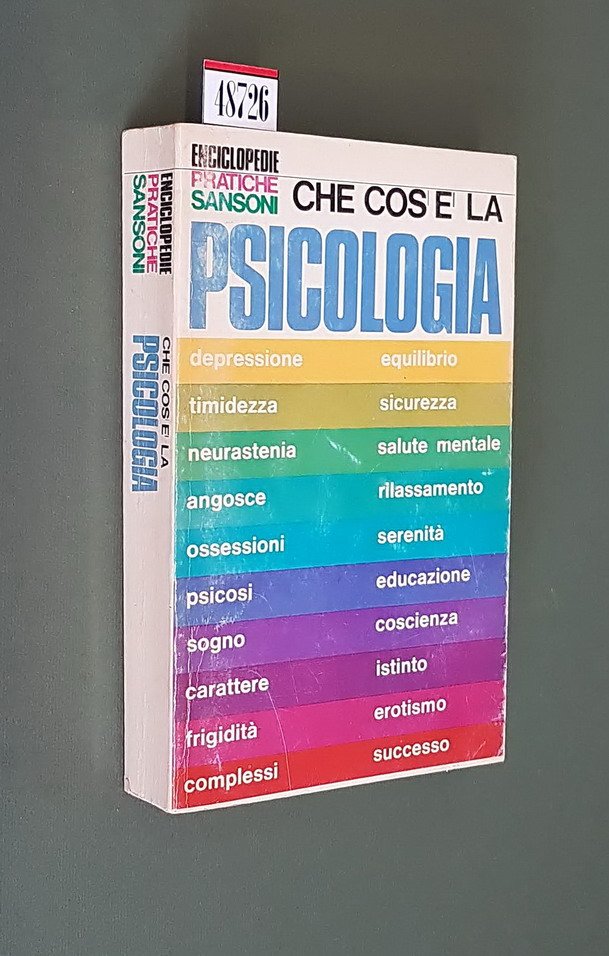 48726
ENCICLOPEDIE
PRATICHE
SANSONI
CHE COS'E' LA
PSICOLOGIA
depressione equilibrio
timidezza sicurezza
neurastenia salute mentale
angosce rilassamento
ossessioni serenità
psicosi educazione
sogno coscienza
carattere istinto
frigidità erotismo
complessi successo
ENCICLOPEDIE
PRATICHE
SANSONI
CHE COS'E' LA
PSICOLOGIA